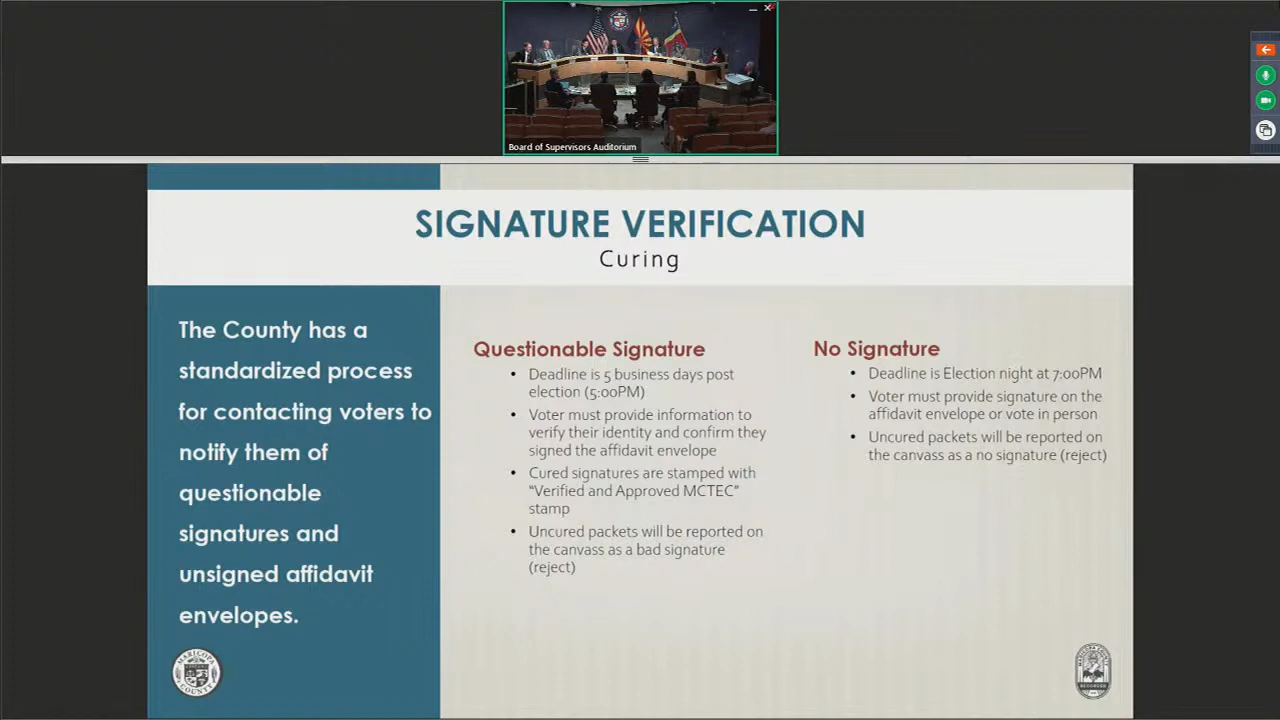 Board of Supervisors Auditorium
SIGNATURE VERIFICATION
Curing
The County has a
standardized process
for contacting voters to
notify them of
questionable
signatures and
unsigned affidavit
envelopes.
Questionable Signature
• Deadline is 5 business days post
election (5:00PM)
• Voter must provide information to
verify their identity and confirm they
signed the affidavit envelope
• Cured signatures are stamped with
“Verified and Approved MCTEC”
stamp
• Uncured packets will be reported on
the canvass as a bad signature
(reject)
No Signature
• Deadline is Election night at 7:00PM
• Voter must provide signature on the
affidavit envelope or vote in person
• Uncured packets will be reported on
the canvass as a no signature (reject)
MARICOPA
COUNTY
MARICOPA COUNTY
RECORDER